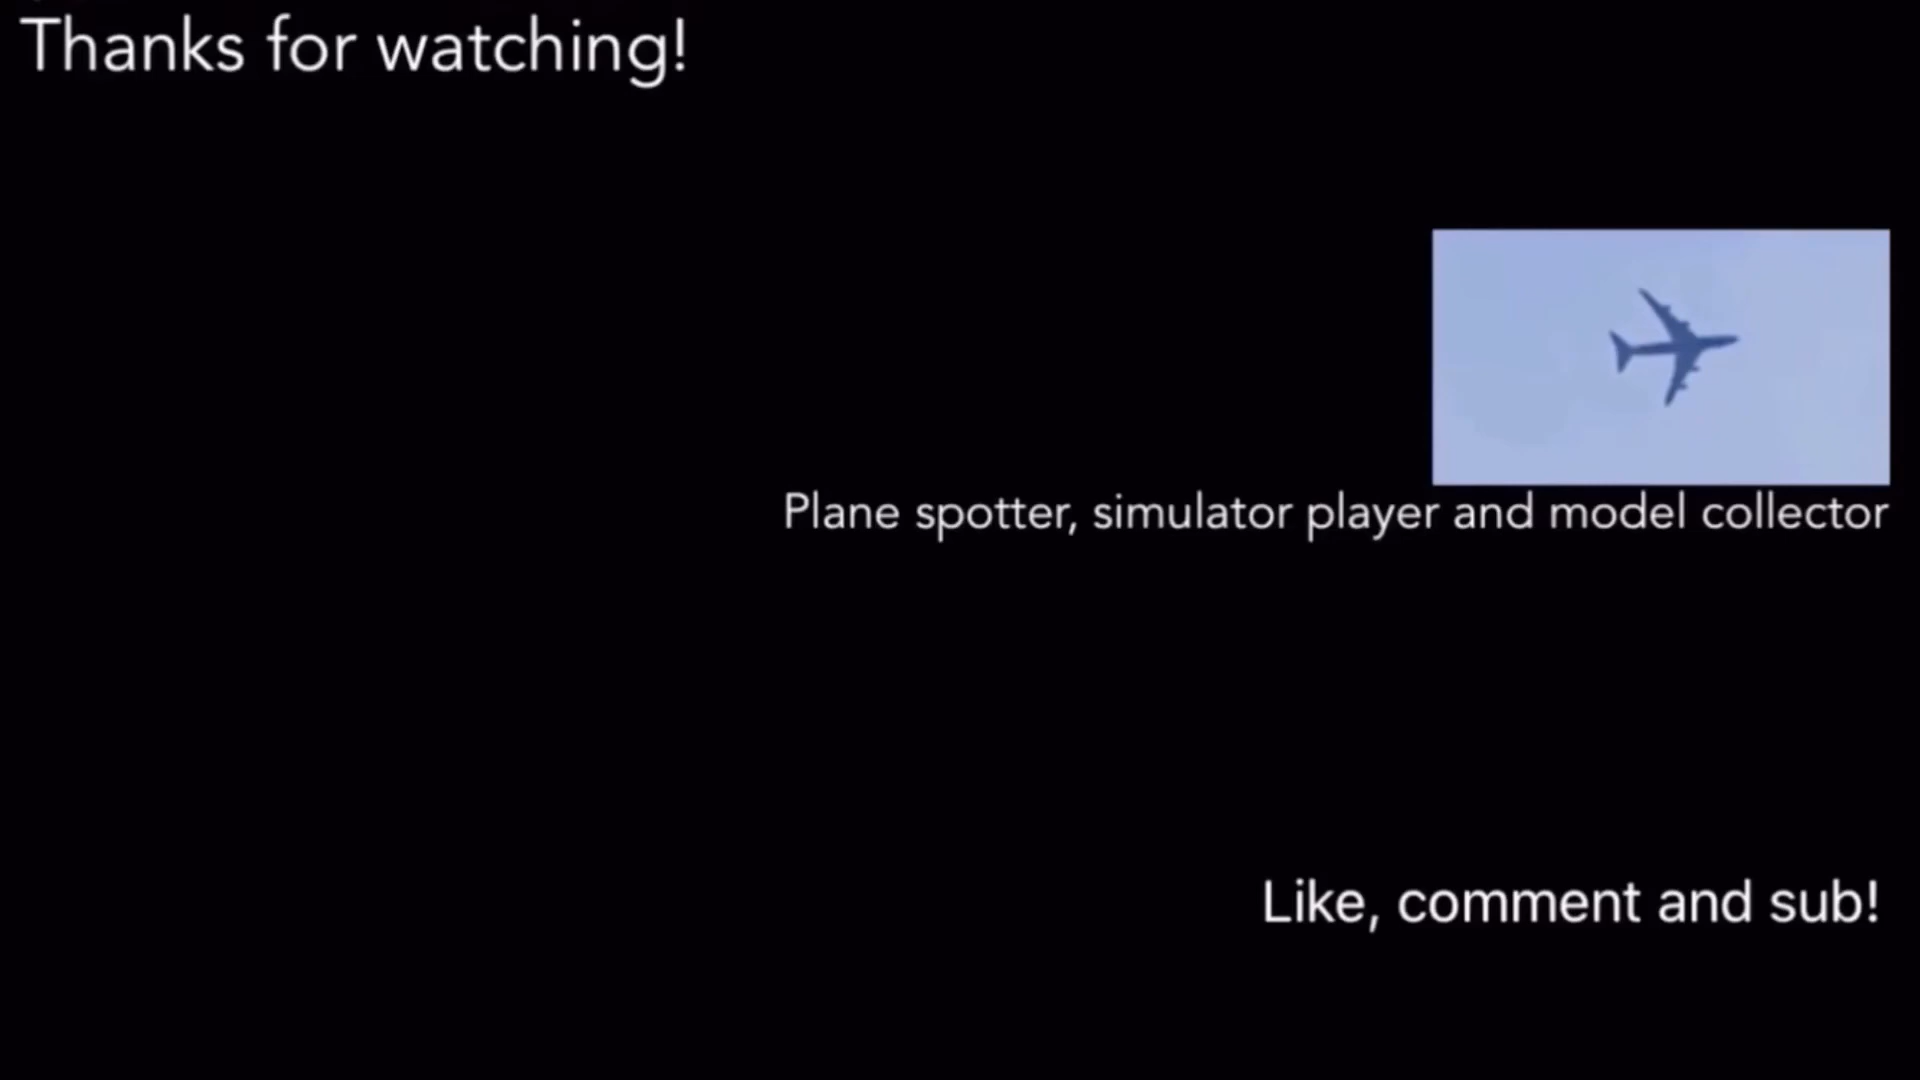 Thanks for watching!
Plane spotter, simulator player and model collector
Like, comment and sub!